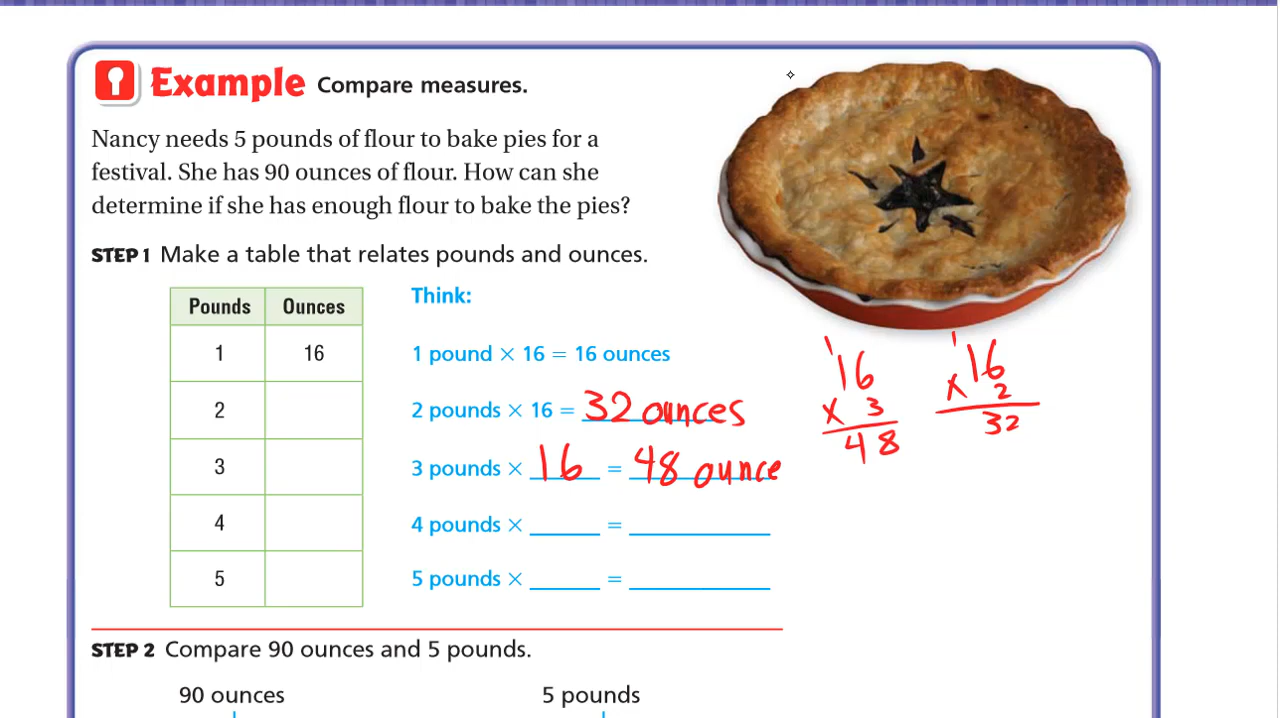 Example Compare measures.
Nancy needs 5 pounds of flour to bake pies for a
festival. She has 90 ounces of flour. How can she
determine if she has enough flour to bake the pies?
STEP 1 Make a table that relates pounds and ounces.
Pounds Ounces
1 16
2
3
4
5
Think:
1 pound × 16 = 16 ounces
2 pounds × 16 = 32 ounces
3 pounds × 16 = 48 ounce
4 pounds × ______ = ______
5 pounds × ______ = ______
1
16
× 3
48
1
16
× 2
32
STEP 2 Compare 90 ounces and 5 pounds.
90 ounces 5 pounds